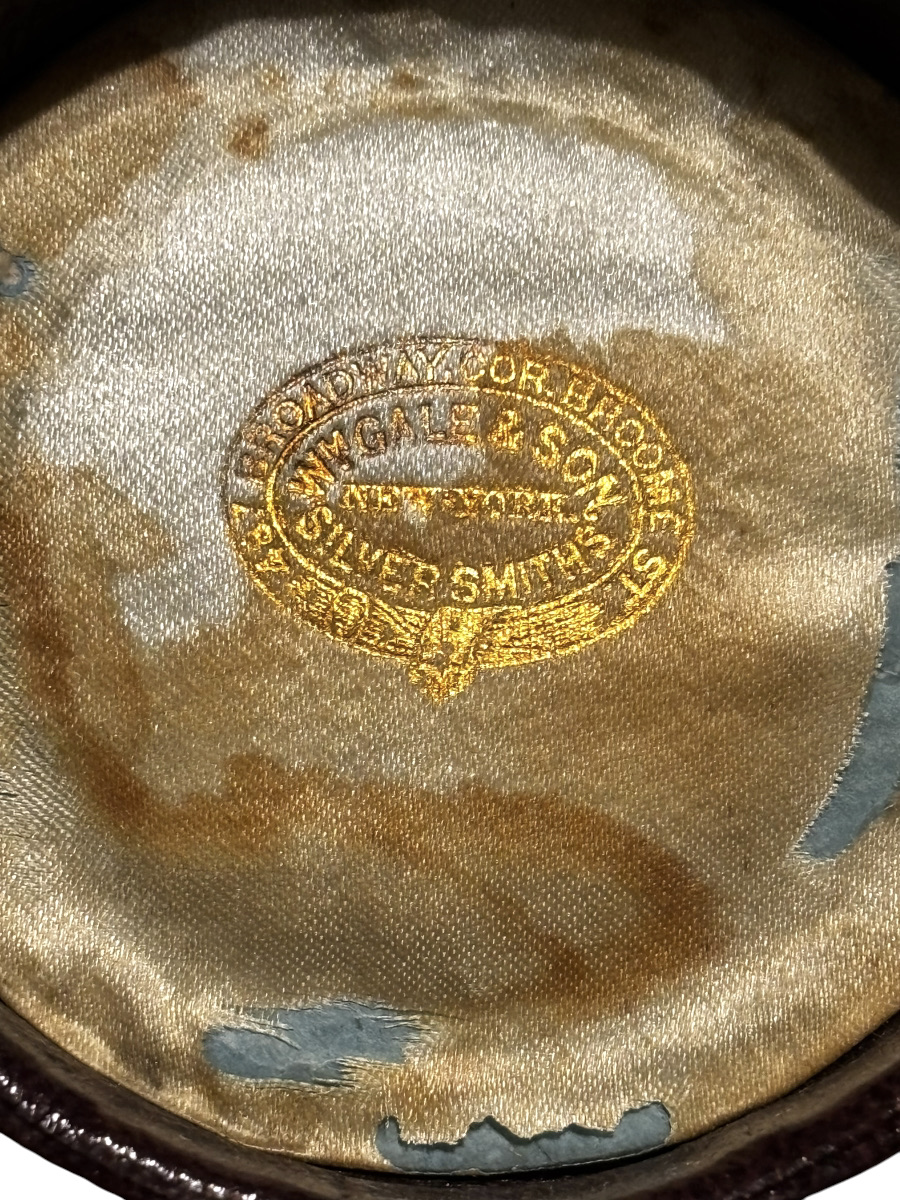 487 BROADWAY, COR. BROOME ST.
WM GALE & SON
NEW-YORK.
SILVER SMITHS